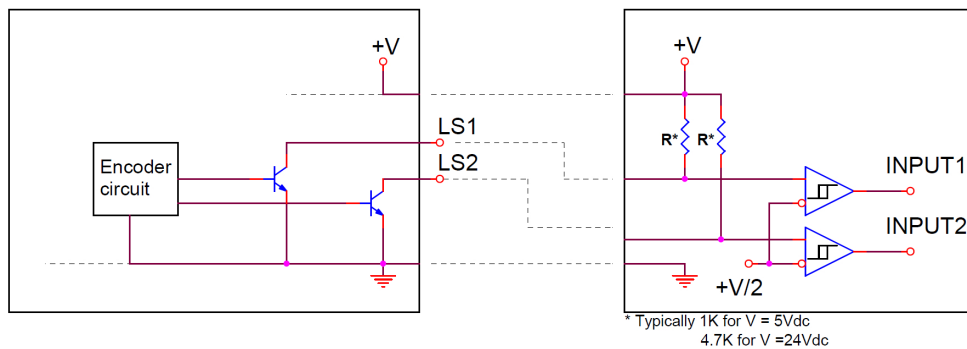 +V
LS1
LS2
Encoder
circuit
+V
R*
R*
INPUT1
INPUT2
+V/2
* Typically 1K for V = 5Vdc
4.7K for V =24Vdc